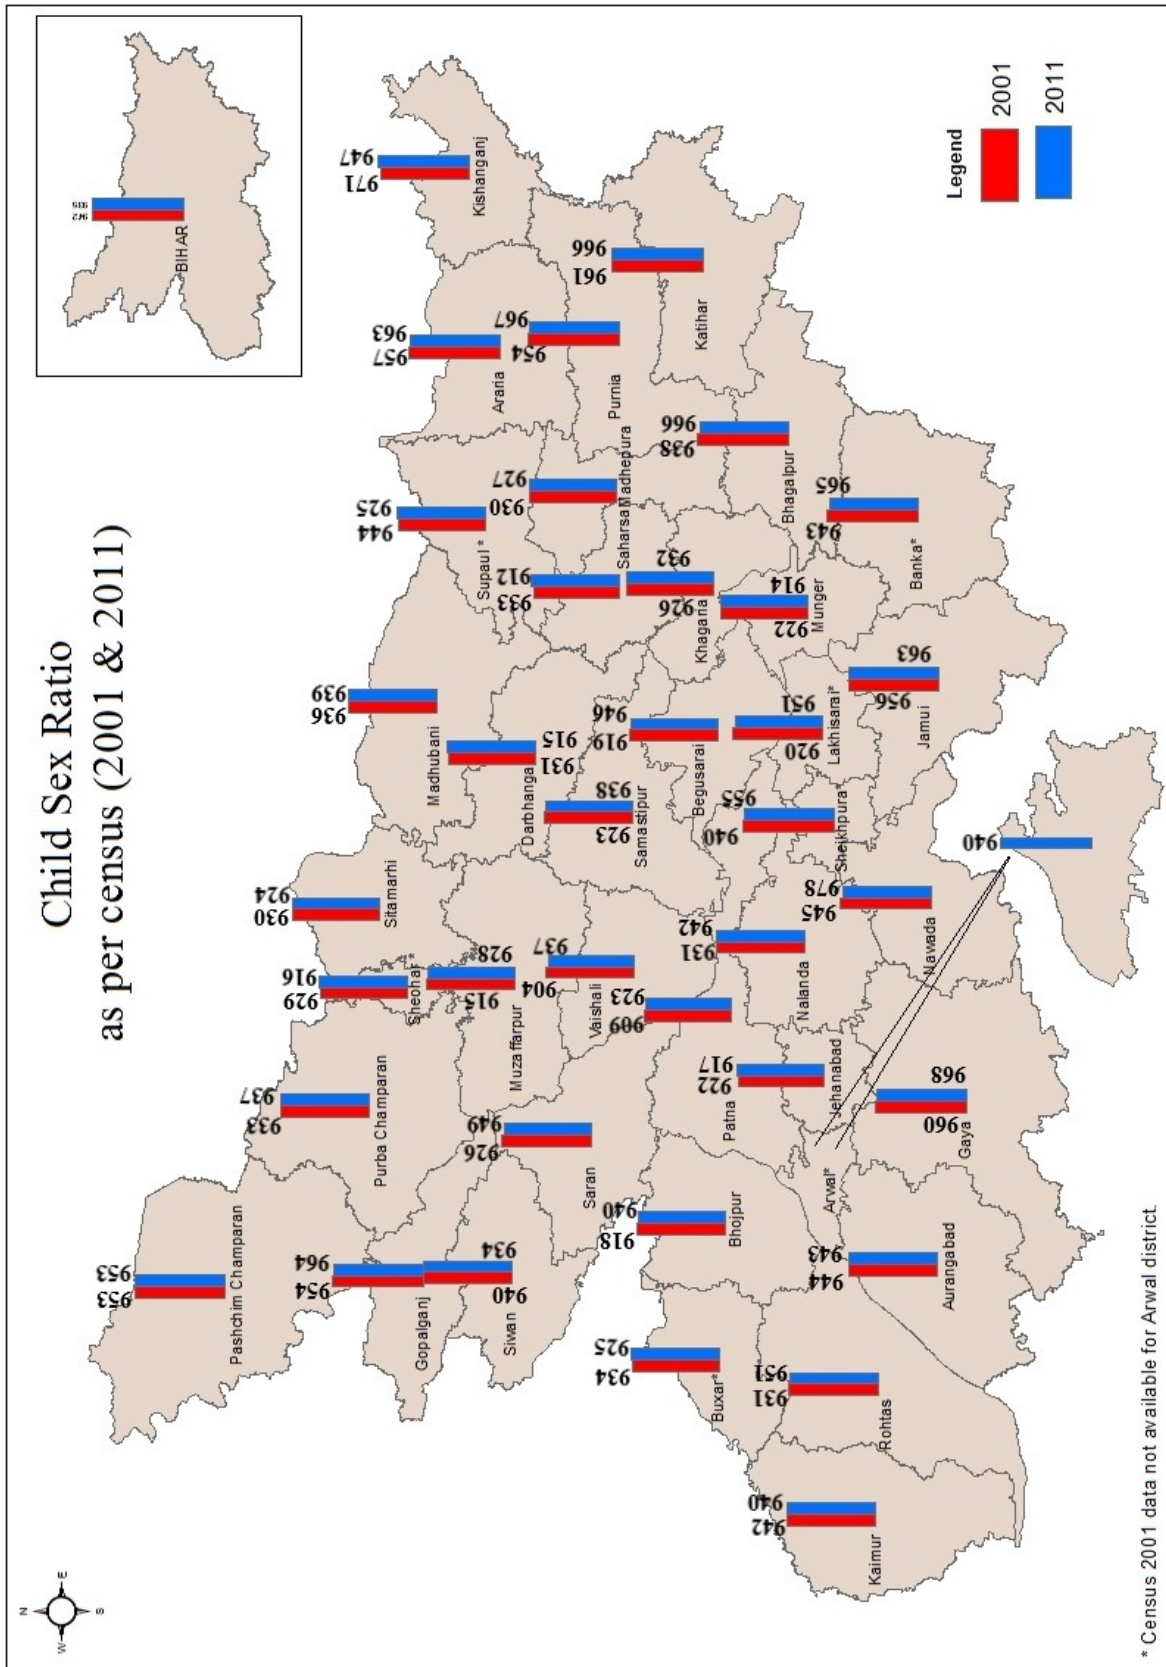 Child Sex Ratio
as per census (2001 & 2011)
N
W
E
S
BIHAR
942
935
Legend
2001
2011
953
953
Pashchim Champaran
933
937
Purba Champaran
954
964
Gopalganj
940
934
Siwan
926
949
Saran
929
916
Sheohar*
930
924
Sitamarhi
915
928
Muzaffarpur
904
937
Vaishali
936
939
Madhubani
931
915
Darbhanga
923
938
Samastipur
944
925
Supaul*
933
912
Saharsa
930
927
Madhepura
957
963
Araria
971
947
Kishanganj
954
967
Purnia
961
966
Katihar
919
946
Begusarai
926
932
Khagaria
938
966
Bhagalpur
943
965
Banka*
922
914
Munger
920
951
Lakhisarai*
940
955
Sheikhpura*
956
963
Jamui
945
978
Nawada
931
942
Nalanda
909
923
Patna
922
917
Jehanabad
940
Arwal*
960
968
Gaya
944
943
Aurangabad
918
940
Bhojpur
934
925
Buxar*
931
951
Rohtas
942
940
Kaimur
* Census 2001 data not available for Arwal district.